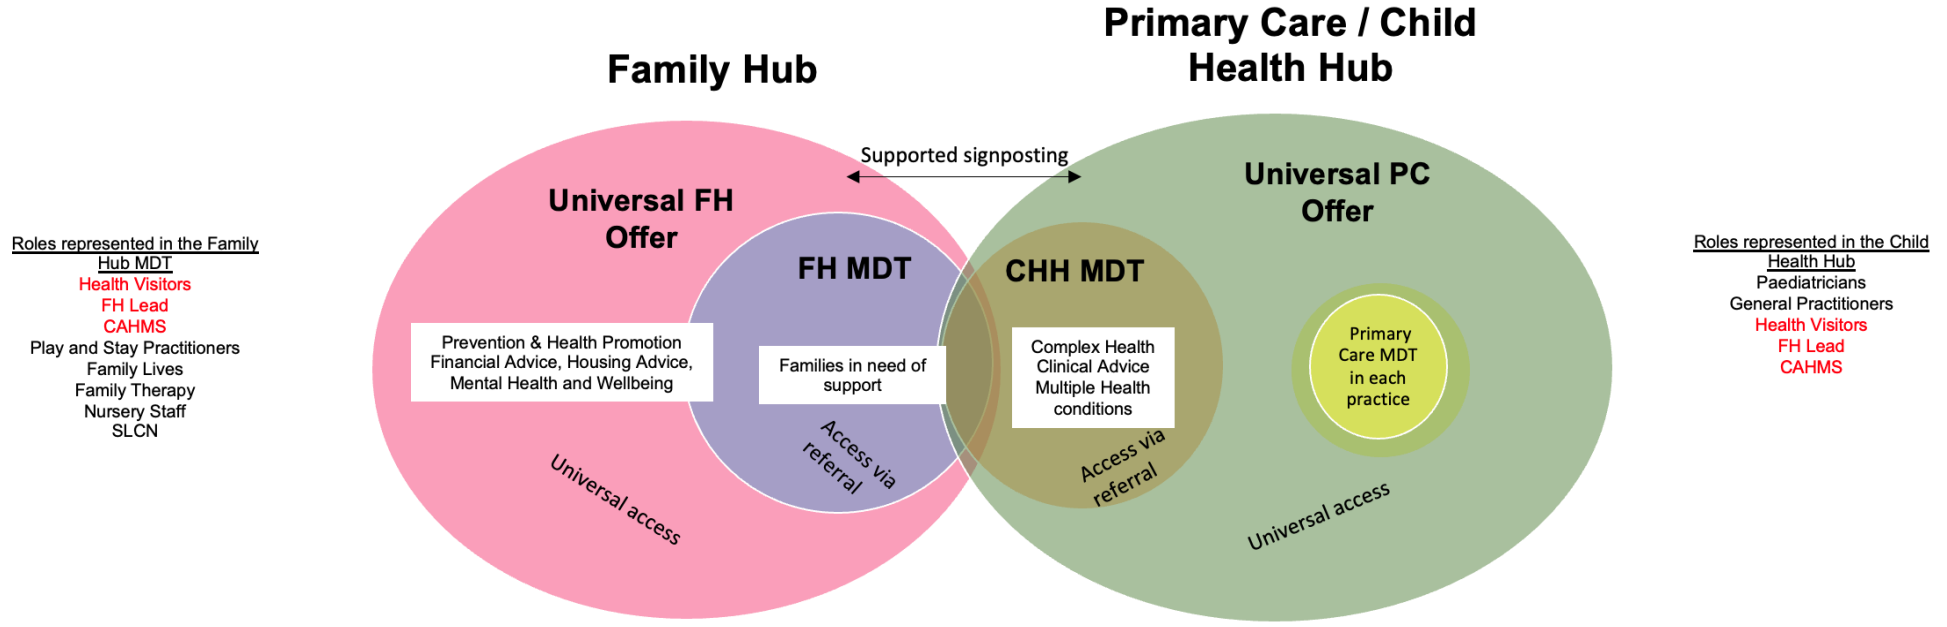 Primary Care / Child
Health Hub
Family Hub
Supported signposting
Universal FH
Offer
Universal PC
Offer
FH MDT
CHH MDT
Roles represented in the Family
Hub MDT
Health Visitors
FH Lead
CAHMS
Play and Stay Practitioners
Family Lives
Family Therapy
Nursery Staff
SLCN
Prevention & Health Promotion
Financial Advice, Housing Advice,
Mental Health and Wellbeing
Families in need of
support
Complex Health
Clinical Advice
Multiple Health
conditions
Primary
Care MDT
in each
practice
Roles represented in the Child
Health Hub
Paediatricians
General Practitioners
Health Visitors
FH Lead
CAHMS
Universal access
Access via
referral
Access via
referral
Universal access